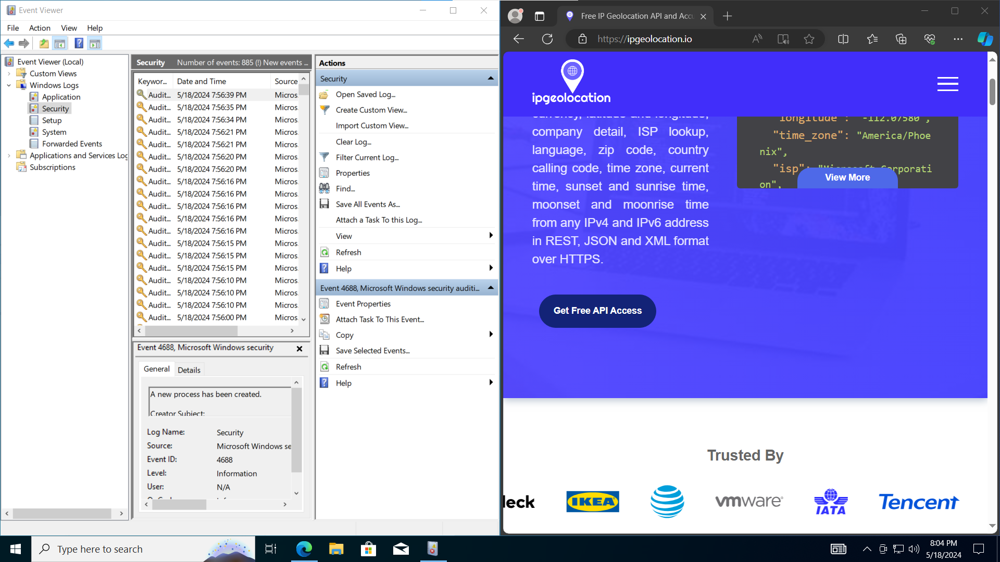 Event Viewer
File Action View Help
Event Viewer (Local)
Custom Views
Windows Logs
Application
Security
Setup
System
Forwarded Events
Applications and Services Log
Subscriptions
Security Number of events: 885 (!) New events ...
Keywor... Date and Time Source
Audit... 5/18/2024 7:56:39 PM Micros
Audit... 5/18/2024 7:56:35 PM Micros
Audit... 5/18/2024 7:56:34 PM Micros
Audit... 5/18/2024 7:56:21 PM Micros
Audit... 5/18/2024 7:56:21 PM Micros
Audit... 5/18/2024 7:56:20 PM Micros
Audit... 5/18/2024 7:56:20 PM Micros
Audit... 5/18/2024 7:56:16 PM Micros
Audit... 5/18/2024 7:56:16 PM Micros
Audit... 5/18/2024 7:56:16 PM Micros
Audit... 5/18/2024 7:56:16 PM Micros
Audit... 5/18/2024 7:56:16 PM Micros
Audit... 5/18/2024 7:56:15 PM Micros
Audit... 5/18/2024 7:56:15 PM Micros
Audit... 5/18/2024 7:56:15 PM Micros
Audit... 5/18/2024 7:56:10 PM Micros
Audit... 5/18/2024 7:56:10 PM Micros
Audit... 5/18/2024 7:56:10 PM Micros
Audit... 5/18/2024 7:56:00 PM Micros
Event 4688, Microsoft Windows security
General Details
A new process has been created.
Creator Subject:
Log Name: Security
Source: Microsoft Windows se
Event ID: 4688
Level: Information
User: N/A
Actions
Security
Open Saved Log...
Create Custom View...
Import Custom View...
Clear Log...
Filter Current Log...
Properties
Find...
Save All Events As...
Attach a Task To this Log...
View
Refresh
Help
Event 4688, Microsoft Windows security auditi...
Event Properties
Attach Task To This Event...
Copy
Save Selected Events...
Refresh
Help
Free IP Geolocation API and Accu
https://ipgeolocation.io
ipgeolocation
currency, latitude and longitude,
company detail, ISP lookup,
language, zip code, country
calling code, time zone, current
time, sunset and sunrise time,
moonset and moonrise time
from any IPv4 and IPv6 address
in REST, JSON and XML format
over HTTPS.
"longitude": "-112.07580",
"time_zone": "America/Phoe
nix",
"isp": "Microsoft Corporati
on",
View More
Get Free API Access
Trusted By
leck
IKEA
vmware
IATA
Tencent
Type here to search
8:04 PM
5/18/2024